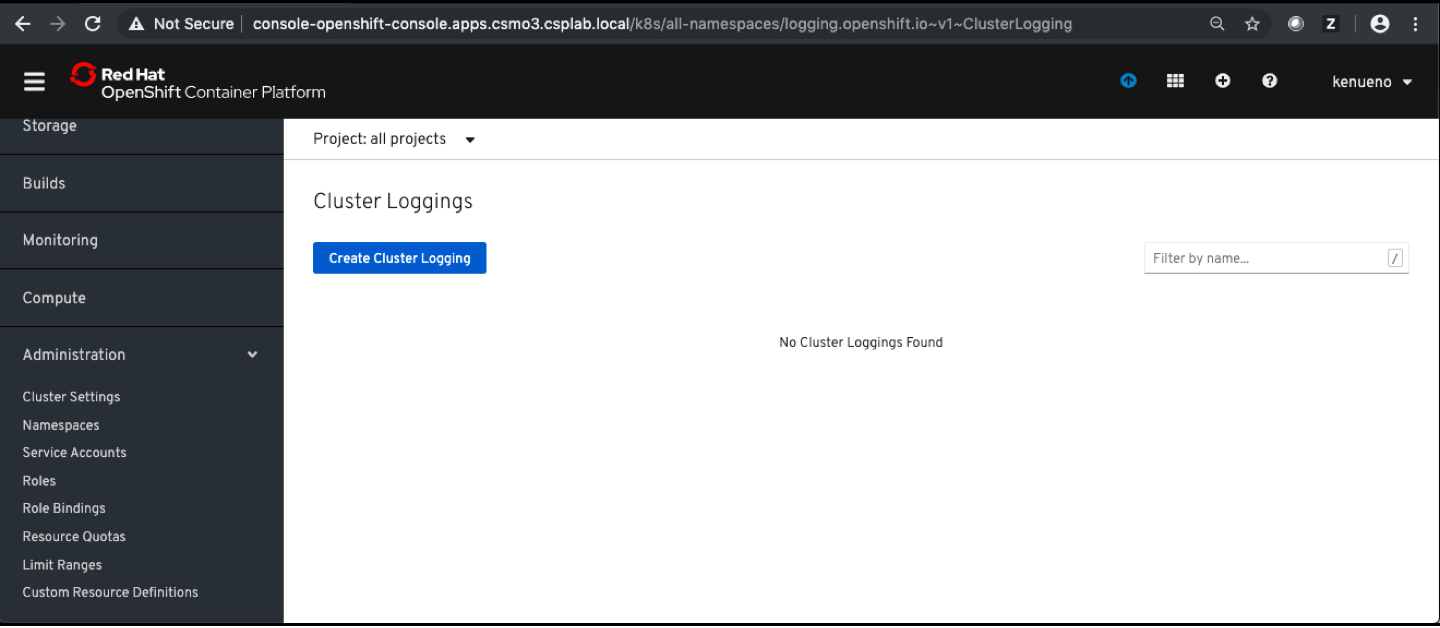 Not Secure console-openshift-console.apps.csmo3.csplab.local/k8s/all-namespaces/logging.openshift.io~v1~ClusterLogging
Z
Red Hat
OpenShift Container Platform
kenueno
Storage
Builds
Monitoring
Compute
Administration
Cluster Settings
Namespaces
Service Accounts
Roles
Role Bindings
Resource Quotas
Limit Ranges
Custom Resource Definitions
Project: all projects
Cluster Loggings
Create Cluster Logging
Filter by name... /
No Cluster Loggings Found